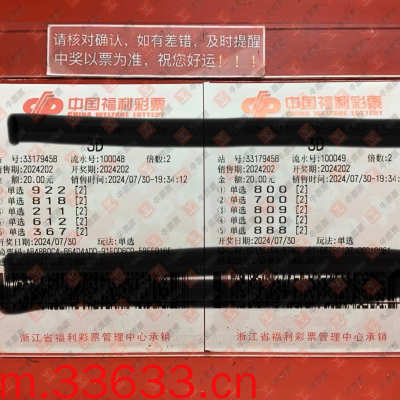 请核对确认，如有差错，及时提醒
中奖以票为准，祝您好运！！！
中国福利彩票
CHINA WELFARE LOTTERY
3D
站 号:33179458 流水号:100048 倍数:2
销售期:2024202 开奖期:2024202
金 额:20.00元 销售时间:2024/07/30-19:34:12
①单选 922 [2]
②单选 818 [2]
③单选 211 [2]
④单选 612 [2]
⑤单选 367 [2]
开奖日期:2024/07/30 玩法:单选
浙江省福利彩票管理中心承销
中国福利彩票
CHINA WELFARE LOTTERY
3D
站 号:33179458 流水号:100049 倍数:2
销售期:2024202 开奖期:2024202
金 额:20.00元 销售时间:2024/07/30-19:34
①单选 800 [2]
②单选 700 [2]
③单选 809 [2]
④单选 600 [2]
⑤单选 888 [2]
开奖日期:2024/07/30 玩法:单选
浙江省福利彩票管理中心承销
m.33633.cn